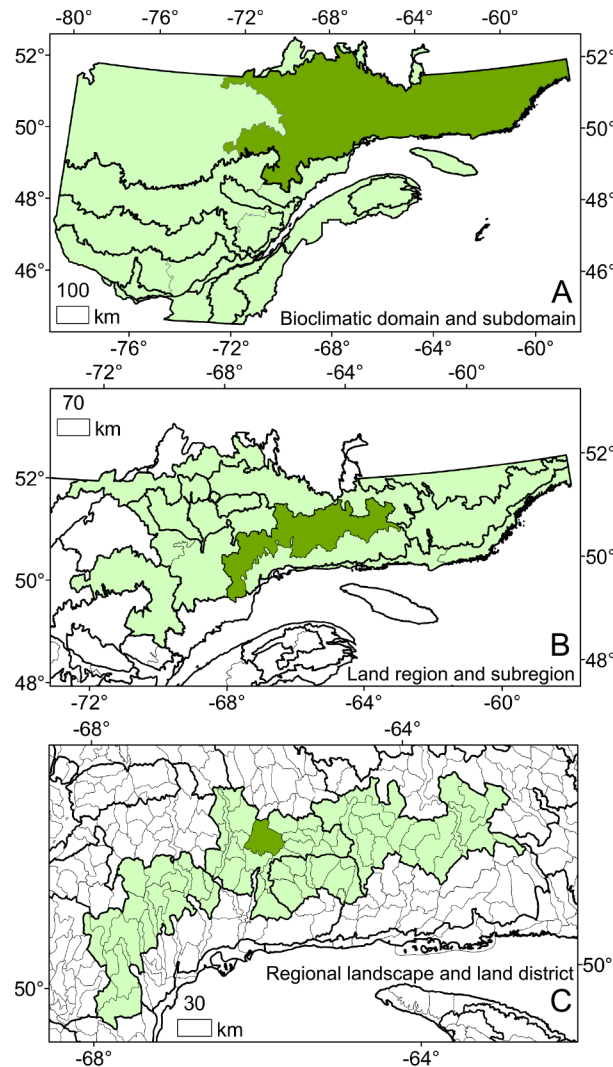 -80° -76° -72° -68° -64° -60°
52°
52°
50°
50°
48°
48°
46°
46°
100
km
A
Bioclimatic domain and subdomain
-76° -72° -68° -64° -60°
-72° -67° -60°
70
km
52°
52°
50°
50°
48°
48°
B
Land region and subregion
-72° -68° -64° -60°
-68° -64°
50°
50°
Regional landscape and land district
30
km
C
-68° -64°